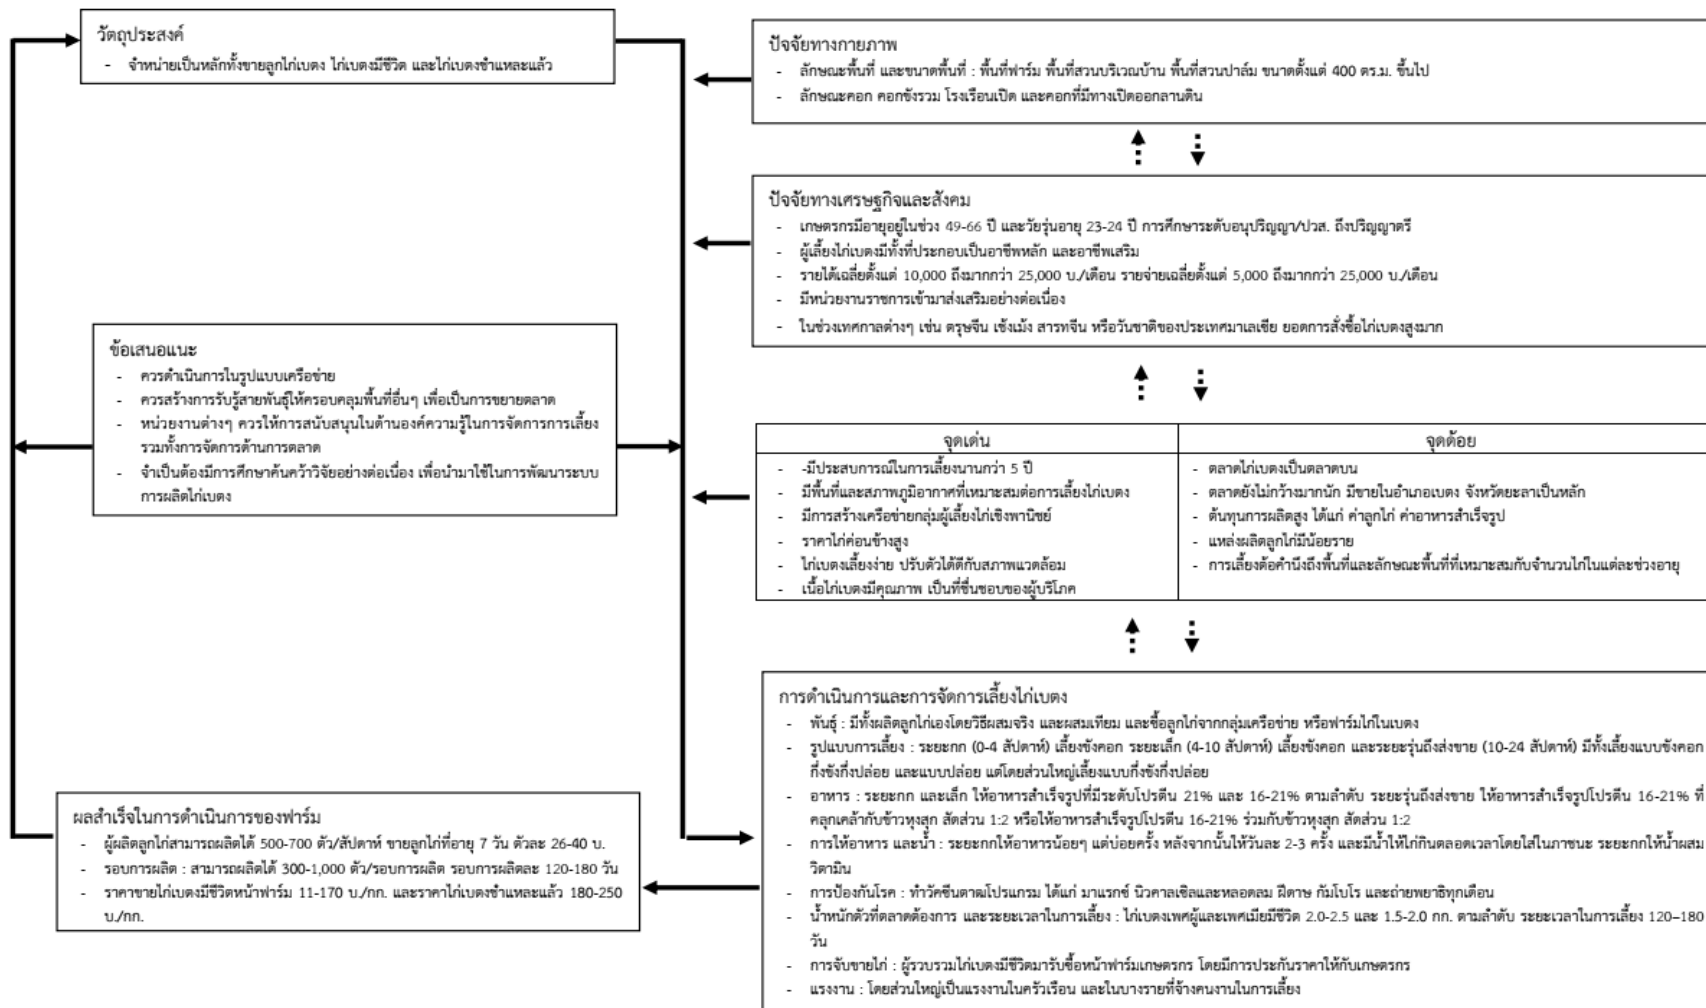 วัตถุประสงค์
- จำหน่ายเป็นหลักทั้งขายลูกไก่เบตง ไก่เบตงมีชีวิต และไก่เบตงชำแหละแล้ว
ปัจจัยทางกายภาพ
- ลักษณะพื้นที่ และขนาดพื้นที่ : พื้นที่ฟาร์ม พื้นที่สวนบริเวณบ้าน พื้นที่สวนปาล์ม ขนาดตั้งแต่ 400 ตร.ม. ขึ้นไป
- ลักษณะคอก คอกขังรวม โรงเรือนเปิด และคอกที่มีทางเปิดออกลานดิน
ปัจจัยทางเศรษฐกิจและสังคม
- เกษตรกรมีอายุอยู่ในช่วง 49-66 ปี และวัยรุ่นอายุ 23-24 ปี การศึกษาระดับอนุปริญญา/ปวส. ถึงปริญญาตรี
- ผู้เลี้ยงไก่เบตงมีทั้งที่ประกอบเป็นอาชีพหลัก และอาชีพเสริม
- รายได้เฉลี่ยตั้งแต่ 10,000 ถึงมากกว่า 25,000 บ./เดือน รายจ่ายเฉลี่ยตั้งแต่ 5,000 ถึงมากกว่า 25,000 บ./เดือน
- มีหน่วยงานราชการเข้ามาส่งเสริมอย่างต่อเนื่อง
- ในช่วงเทศกาลต่างๆ เช่น ตรุษจีน เช้งเม้ง สารทจีน หรือวันชาติของประเทศมาเลเซีย ยอดการสั่งซื้อไก่เบตงสูงมาก
ข้อเสนอแนะ
- ควรดำเนินการในรูปแบบเครือข่าย
- ควรสร้างการรับรู้สายพันธุ์ให้ครอบคลุมพื้นที่อื่นๆ เพื่อเป็นการขยายตลาด
- หน่วยงานต่างๆ ควรให้การสนับสนุนในด้านองค์ความรู้ในการจัดการการเลี้ยง
รวมทั้งการจัดการด้านการตลาด
- จำเป็นต้องมีการศึกษาค้นคว้าวิจัยอย่างต่อเนื่อง เพื่อนำมาใช้ในการพัฒนาระบบ
การผลิตไก่เบตง
จุดเด่น
- -มีประสบการณ์ในการเลี้ยงนานกว่า 5 ปี
- มีพื้นที่และสภาพภูมิอากาศที่เหมาะสมต่อการเลี้ยงไก่เบตง
- มีการสร้างเครือข่ายกลุ่มผู้เลี้ยงไก่เชิงพานิชย์
- ราคาไก่ค่อนข้างสูง
- ไก่เบตงเลี้ยงง่าย ปรับตัวได้ดีกับสภาพแวดล้อม
- เนื้อไก่เบตงมีคุณภาพ เป็นที่ชื่นชอบของผู้บริโภค
จุดด้อย
- ตลาดไก่เบตงเป็นตลาดบน
- ตลาดยังไม่กว้างมากนัก มีขายในอำเภอเบตง จังหวัดยะลาเป็นหลัก
- ต้นทุนการผลิตสูง ได้แก่ ค่าลูกไก่ ค่าอาหารสำเร็จรูป
- แหล่งผลิตลูกไก่มีน้อยราย
- การเลี้ยงต้อคำนึงถึงพื้นที่และลักษณะพื้นที่ที่เหมาะสมกับจำนวนไก่ในแต่ละช่วงอายุ
การดำเนินการและการจัดการเลี้ยงไก่เบตง
- พันธุ์ : มีทั้งผลิตลูกไก่เองโดยวิธีผสมจริง และผสมเทียม และซื้อลูกไก่จากกลุ่มเครือข่าย หรือฟาร์มไก่ในเบตง
- รูปแบบการเลี้ยง : ระยะกก (0-4 สัปดาห์) เลี้ยงขังคอก ระยะเล็ก (4-10 สัปดาห์) เลี้ยงขังคอก และระยะรุ่นถึงส่งขาย (10-24 สัปดาห์) มีทั้งเลี้ยงแบบขังคอก
กึ่งขังกึ่งปล่อย และแบบปล่อย แต่โดยส่วนใหญ่เลี้ยงแบบกึ่งขังกึ่งปล่อย
- อาหาร : ระยะกก และเล็ก ให้อาหารสำเร็จรูปที่มีระดับโปรตีน 21% และ 16-21% ตามลำดับ ระยะรุ่นถึงส่งขาย ให้อาหารสำเร็จรูปโปรตีน 16-21% ที่
คลุกเคล้ากับข้าวหุงสุก สัดส่วน 1:2 หรือให้อาหารสำเร็จรูปโปรตีน 16-21% ร่วมกับข้าวหุงสุก สัดส่วน 1:2
- การให้อาหาร และน้ำ : ระยะกกให้อาหารน้อยๆ แต่บ่อยครั้ง หลังจากนั้นให้วันละ 2-3 ครั้ง และมีน้ำให้ไก่กินตลอดเวลาโดยใส่ในภาชนะ ระยะกกให้น้ำผสม
วิตามิน
- การป้องกันโรค : ทำวัคซีนตาฒโปรแกรม ได้แก่ มาแรกซ์ นิวคาลเซิลและหลอดลม ฝีดาษ กัมโบโร และถ่ายพยาธิทุกเดือน
- น้ำหนักตัวที่ตลาดต้องการ และระยะเวลาในการเลี้ยง : ไก่เบตงเพศผู้และเพศเมียมีชีวิต 2.0-2.5 และ 1.5-2.0 กก. ตามลำดับ ระยะเวลาในการเลี้ยง 120–180
วัน
- การจับขายไก่ : ผู้รวบรวมไก่เบตงมีชีวิตมารับซื้อหน้าฟาร์มเกษตรกร โดยมีการประกันราคาให้กับเกษตรกร
- แรงงาน : โดยส่วนใหญ่เป็นแรงงานในครัวเรือน และในบางรายที่จ้างคนงานในการเลี้ยง
ผลสำเร็จในการดำเนินการของฟาร์ม
- ผู้ผลิตลูกไก่สามารถผลิตได้ 500-700 ตัว/สัปดาห์ ขายลูกไก่ที่อายุ 7 วัน ตัวละ 26-40 บ.
- รอบการผลิต : สามารถผลิตได้ 300-1,000 ตัว/รอบการผลิต รอบการผลิตละ 120-180 วัน
- ราคาขายไก่เบตงมีชีวิตหน้าฟาร์ม 11-170 บ./กก. และราคาไก่เบตงชำแหละแล้ว 180-250
บ./กก.